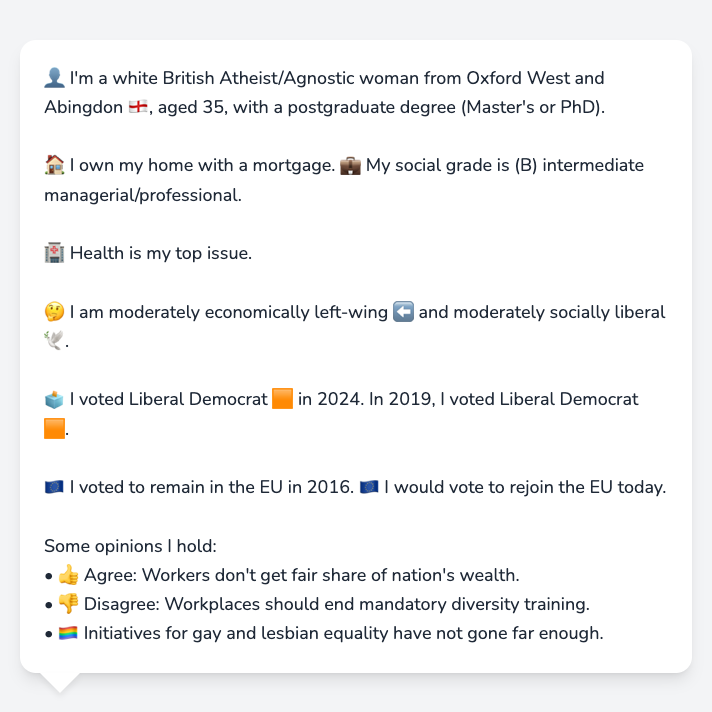 👤 I'm a white British Atheist/Agnostic woman from Oxford West and
Abingdon 🏴󠁧󠁢󠁥󠁮󠁧󠁿, aged 35, with a postgraduate degree (Master's or PhD).
🏠 I own my home with a mortgage. 💼 My social grade is (B) intermediate
managerial/professional.
🏥 Health is my top issue.
🤔 I am moderately economically left-wing ⬅️ and moderately socially liberal
🕊️.
🗳️ I voted Liberal Democrat 🟧 in 2024. In 2019, I voted Liberal Democrat
🟧.
🇪🇺 I voted to remain in the EU in 2016. 🇪🇺 I would vote to rejoin the EU today.
Some opinions I hold:
• 👍 Agree: Workers don't get fair share of nation's wealth.
• 👎 Disagree: Workplaces should end mandatory diversity training.
• 🏳️‍🌈 Initiatives for gay and lesbian equality have not gone far enough.